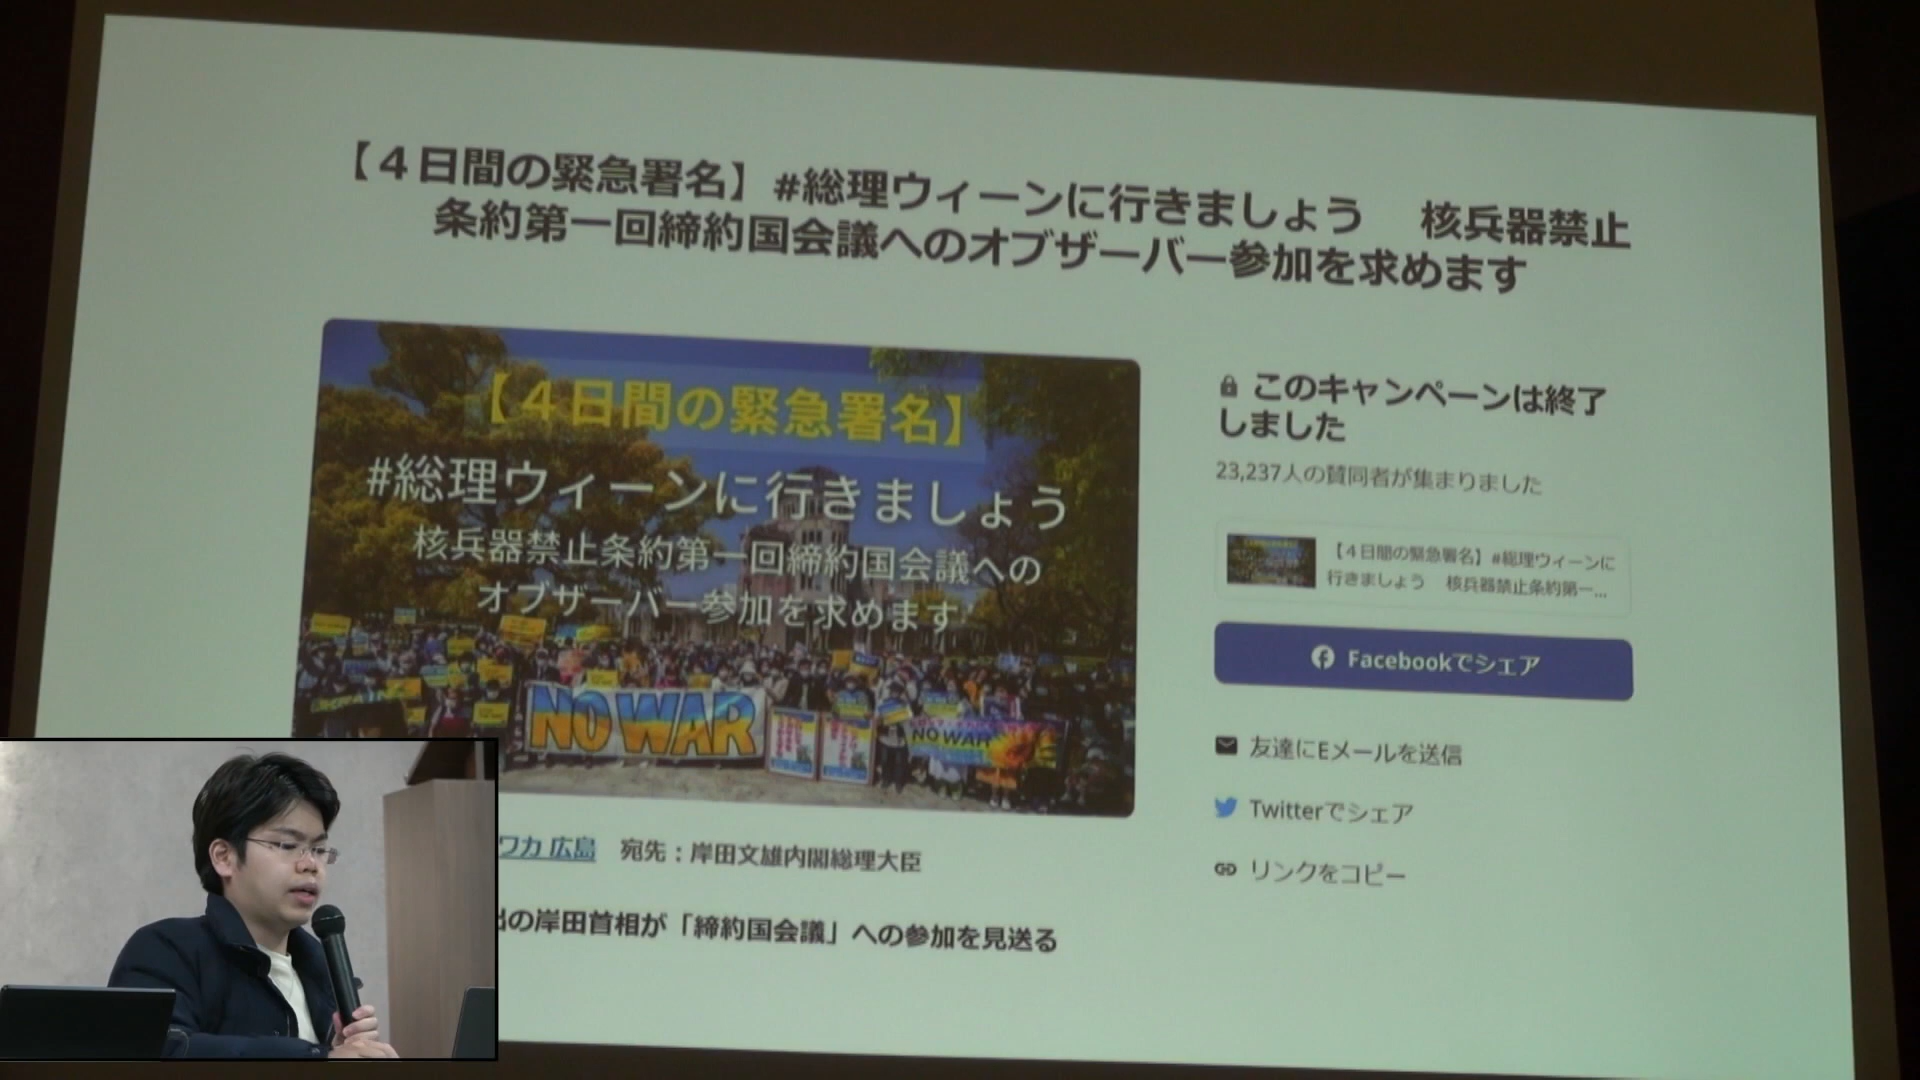 【４日間の緊急署名】#総理ウィーンに行きましょう　核兵器禁止
条約第一回締約国会議へのオブザーバー参加を求めます
【４日間の緊急署名】
#総理ウィーンに行きましょう
核兵器禁止条約第一回締約国会議への
オブザーバー参加を求めます
NO WAR
NO WAR
ワカ 広島　宛先：岸田文雄内閣総理大臣
の岸田首相が「締約国会議」への参加を見送る
このキャンペーンは終了
しました
23,237人の賛同者が集まりました
【４日間の緊急署名】#総理ウィーンに
行きましょう　核兵器禁止条約第一...
Facebookでシェア
友達にEメールを送信
Twitterでシェア
リンクをコピー